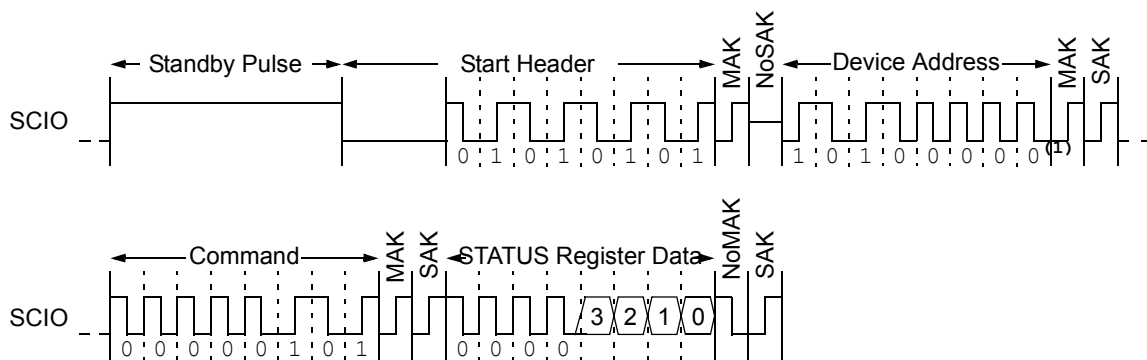 MAK NoSAK MAK SAK
Standby Pulse Start Header Device Address
SCIO
0 1 0 1 0 1 0 1 1 0 1 0 0 0 0 0(1)
MAK SAK NoMAK SAK
Command STATUS Register Data
SCIO
3 2 1 0
0 0 0 0 0 1 0 1 0 0 0 0